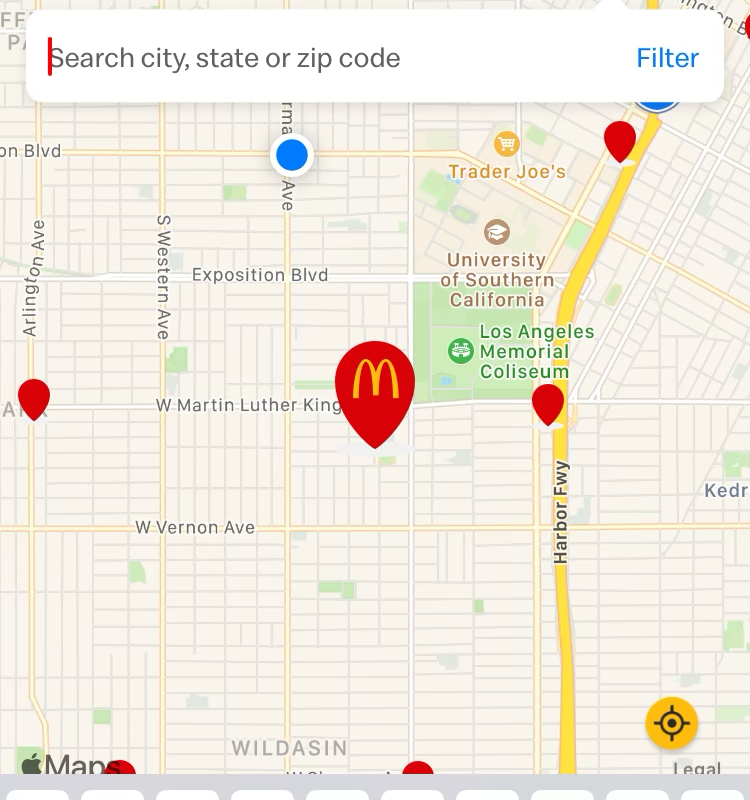 Search city, state or zip code
Filter
on Blvd
Ave
Trader Joe's
Arlington Ave
S Western Ave
University
of Southern
California
Exposition Blvd
Los Angeles
Memorial
Coliseum
W Martin Luther King
Harbor Fwy
Kedr
W Vernon Ave
WILDASIN
Maps
Legal